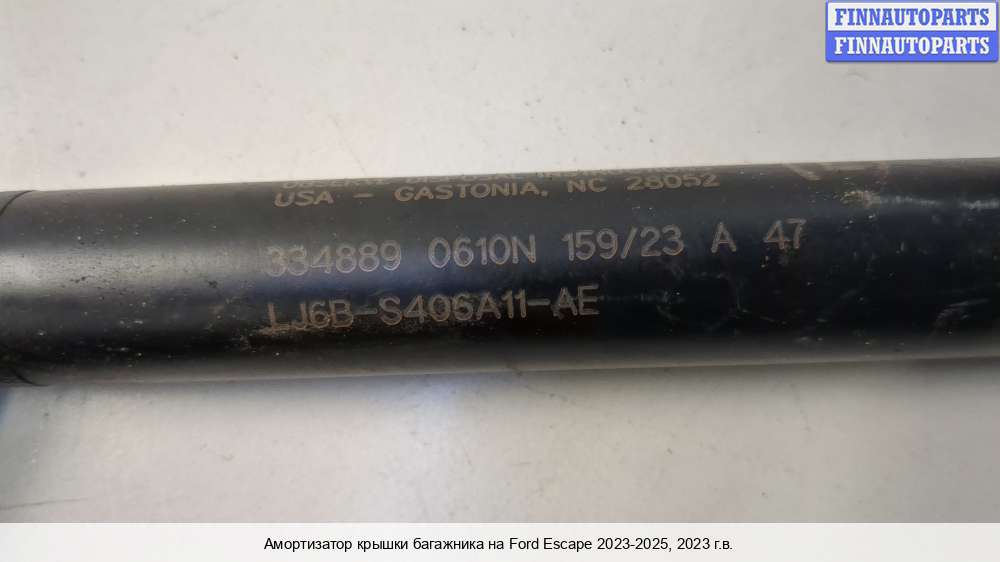 FINNAUTOPARTS
FINNAUTOPARTS
USA - GASTONIA, NC 28052
334889 0610N 159/23 A 47
LJ6B-S406A11-AE
Амортизатор крышки багажника на Ford Escape 2023-2025, 2023 г.в.